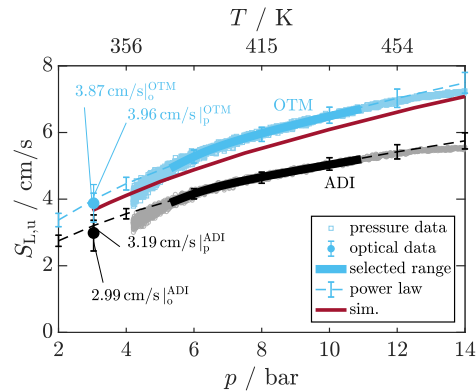 T / K
356 415 454
8
6
4
2
0
S_L,u / cm/s
3.87 cm/s|_o^OTM
3.96 cm/s|_p^OTM
OTM
ADI
3.19 cm/s|_p^ADI
2.99 cm/s|_o^ADI
pressure data
optical data
selected range
power law
sim.
2 4 6 8 10 12 14
p / bar